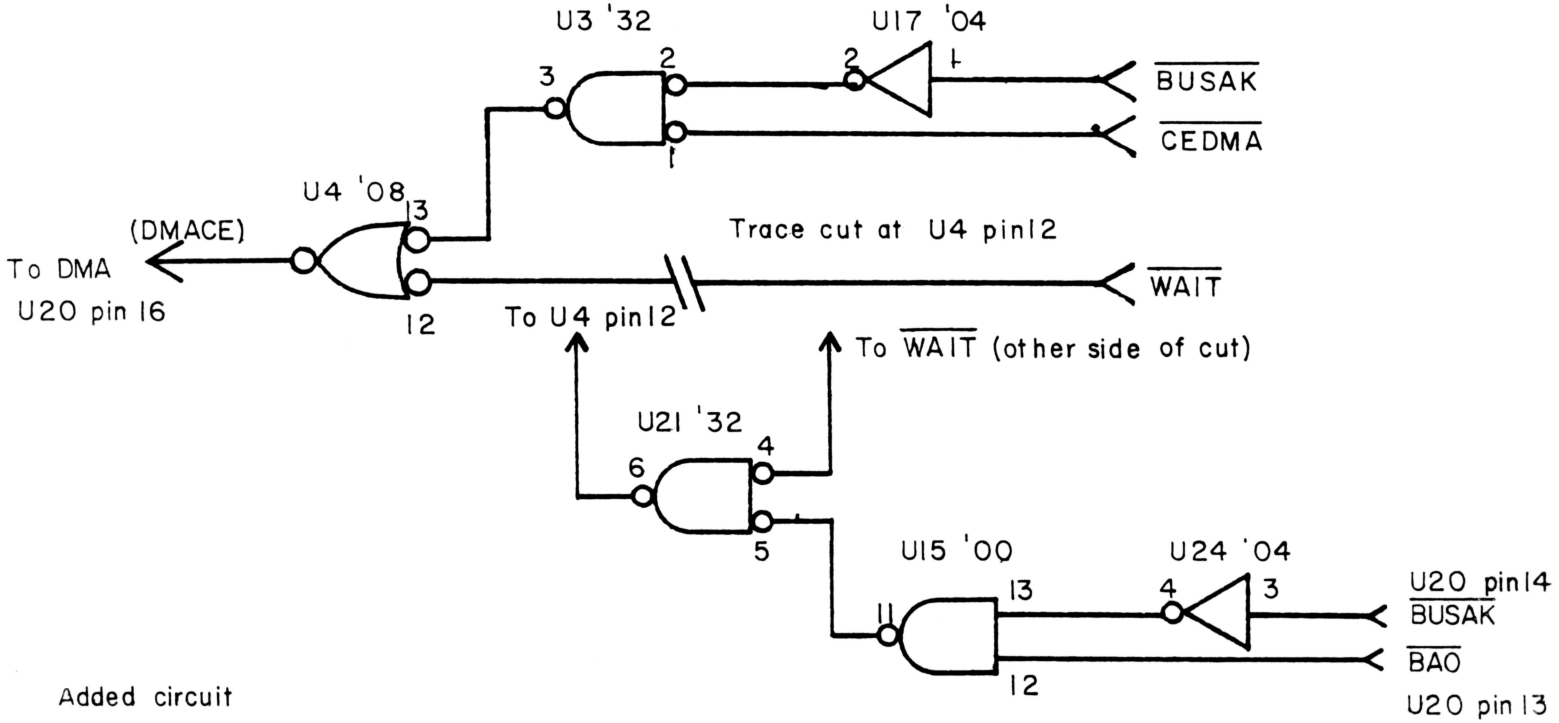 U3 '32
U17 '04
3
2
2
1
BUSAK
1
CEDMA
U4 '08
13
(DMACE)
Trace cut at U4 pin12
To DMA
U20 pin 16
WAIT
12
To U4 pin12
To WAIT (other side of cut)
U21 '32
4
6
5
U15 '00
U24 '04
13
4
3
U20 pin14
BUSAK
11
BAO
12
U20 pin13
Added circuit